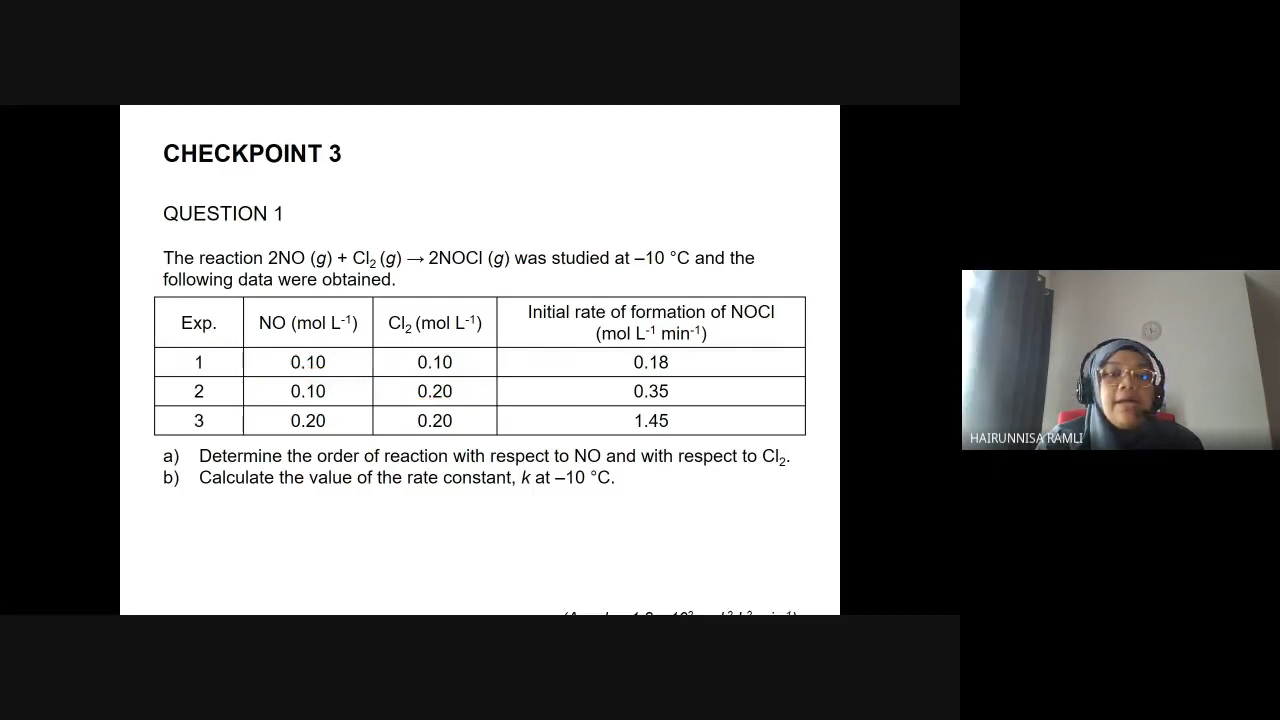 CHECKPOINT 3
QUESTION 1
The reaction 2NO (g) + Cl₂ (g) → 2NOCl (g) was studied at –10 °C and the
following data were obtained.
Exp. NO (mol L⁻¹) Cl₂ (mol L⁻¹) Initial rate of formation of NOCl
(mol L⁻¹ min⁻¹)
1 0.10 0.10 0.18
2 0.10 0.20 0.35
3 0.20 0.20 1.45
a) Determine the order of reaction with respect to NO and with respect to Cl₂.
b) Calculate the value of the rate constant, k at –10 °C.
HAIRUNNISA RAMLI